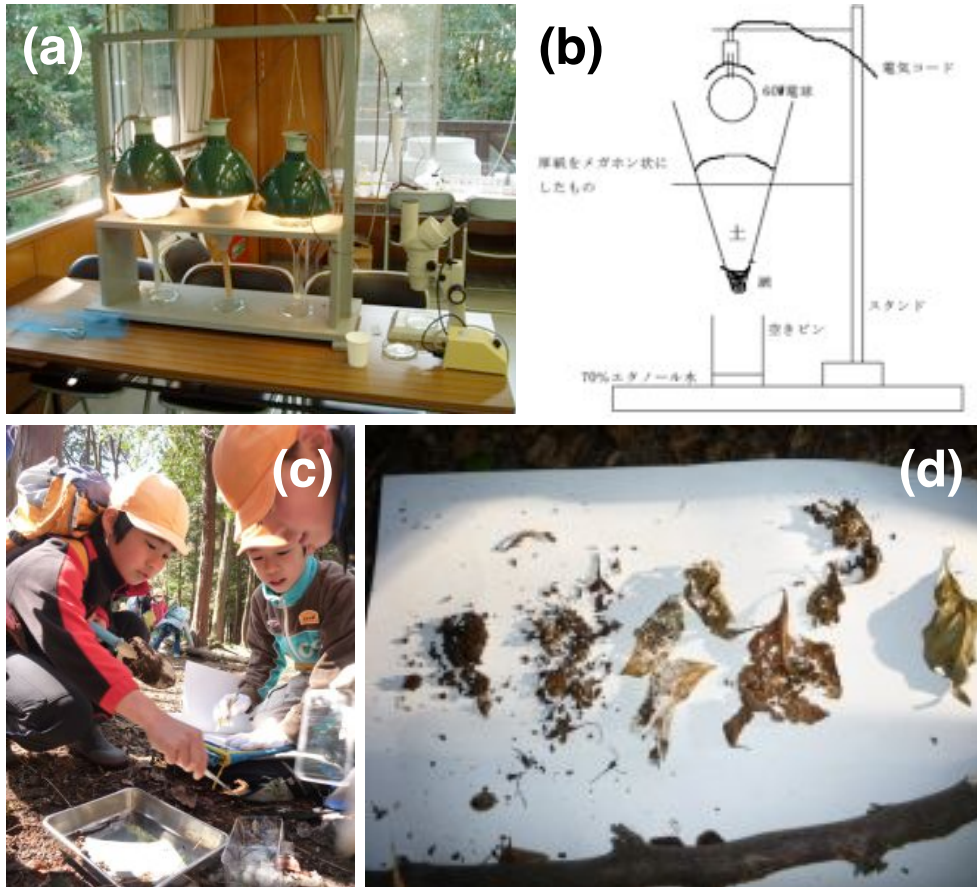 (a)
(b)
電気コード
60W電球
厚紙をメガホン状に
したもの
土
網
スタンド
空きビン
70%エタノール水
(c)
(d)